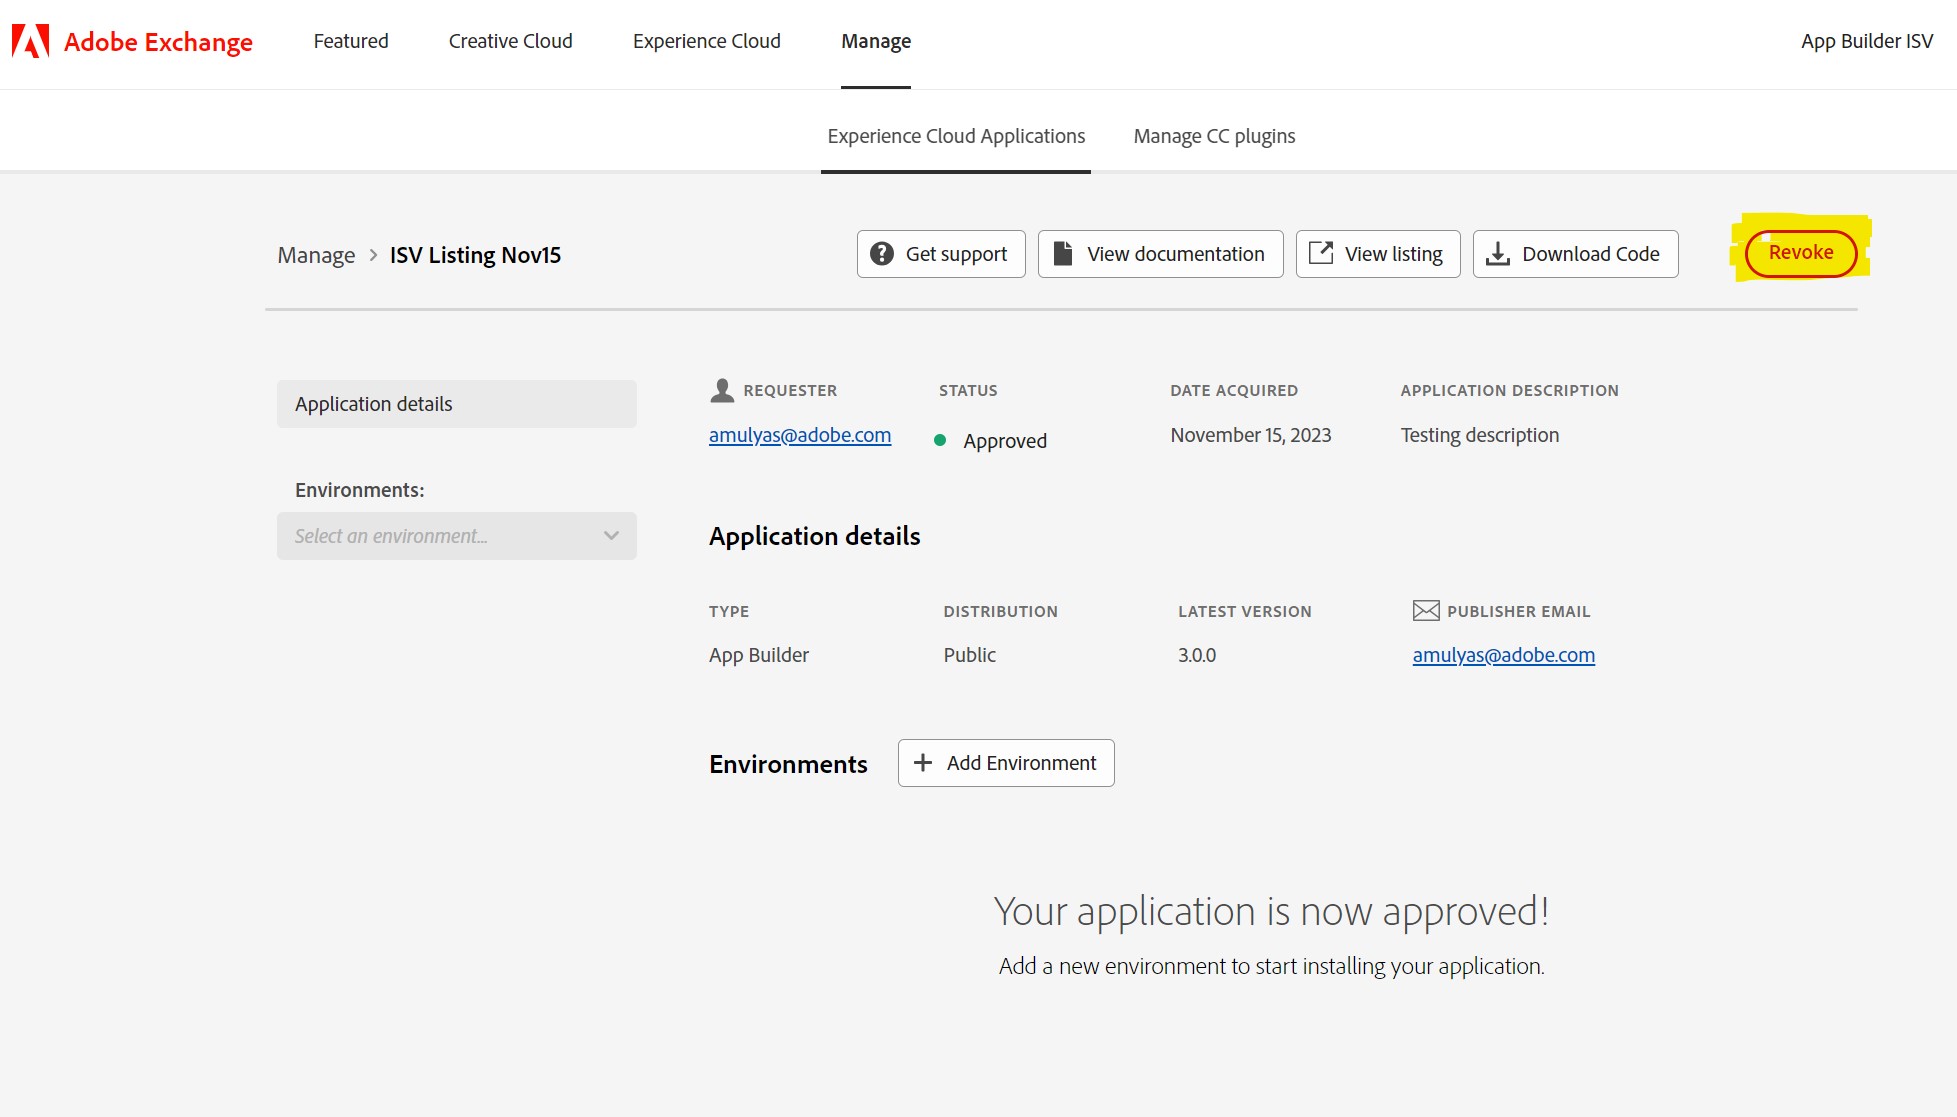 Adobe Exchange Featured Creative Cloud Experience Cloud Manage App Builder ISV
Experience Cloud Applications Manage CC plugins
Manage > ISV Listing Nov15 Get support View documentation View listing Download Code Revoke
Application details
Environments:
Select an environment...
REQUESTER STATUS DATE ACQUIRED APPLICATION DESCRIPTION
amulyas@adobe.com Approved November 15, 2023 Testing description
Application details
TYPE DISTRIBUTION LATEST VERSION PUBLISHER EMAIL
App Builder Public 3.0.0 amulyas@adobe.com
Environments + Add Environment
Your application is now approved!
Add a new environment to start installing your application.